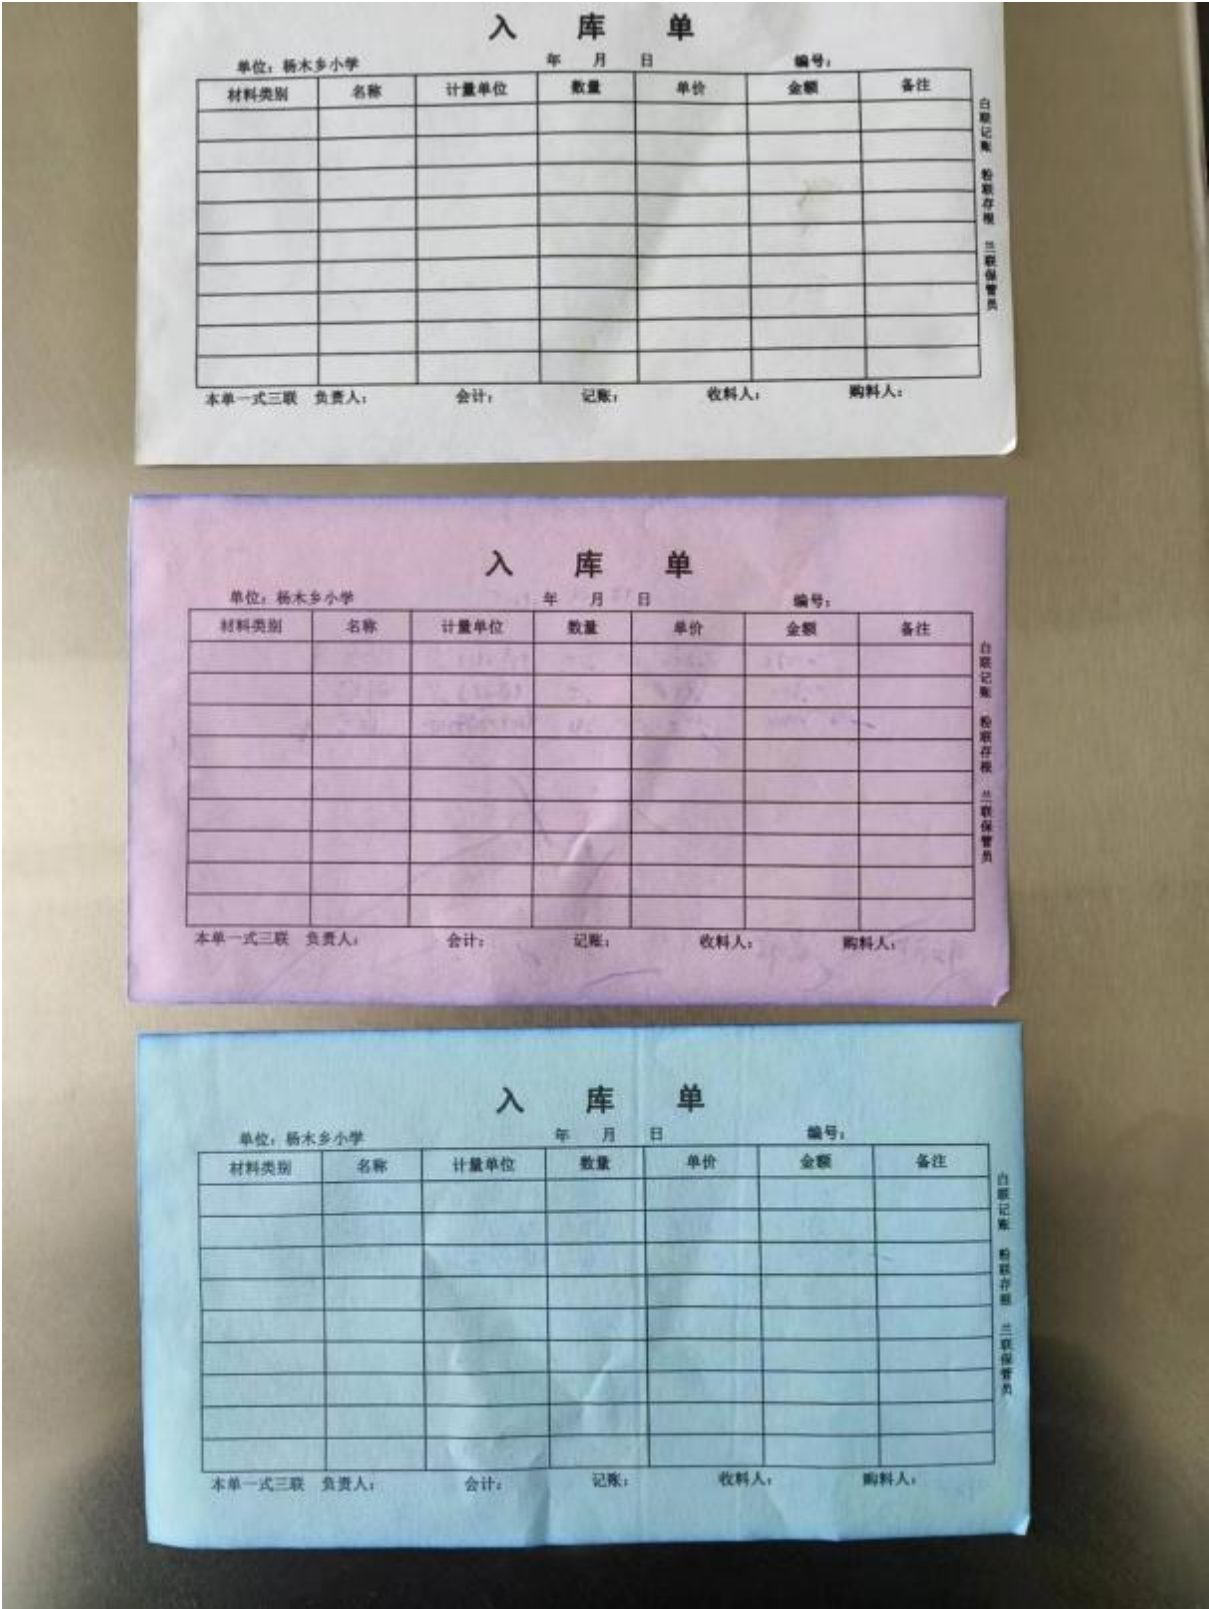 入 库 单
单位：杨木乡小学 年 月 日 编号：
材料类别 名称 计量单位 数量 单价 金额 备注
白联记账 粉联存根 兰联保管员
本单一式三联 负责人： 会计： 记账： 收料人： 购料人：
入 库 单
单位：杨木乡小学 年 月 日 编号：
材料类别 名称 计量单位 数量 单价 金额 备注
白联记账 粉联存根 兰联保管员
本单一式三联 负责人： 会计： 记账： 收料人： 购料人：
入 库 单
单位：杨木乡小学 年 月 日 编号：
材料类别 名称 计量单位 数量 单价 金额 备注
白联记账 粉联存根 兰联保管员
本单一式三联 负责人： 会计： 记账： 收料人： 购料人：